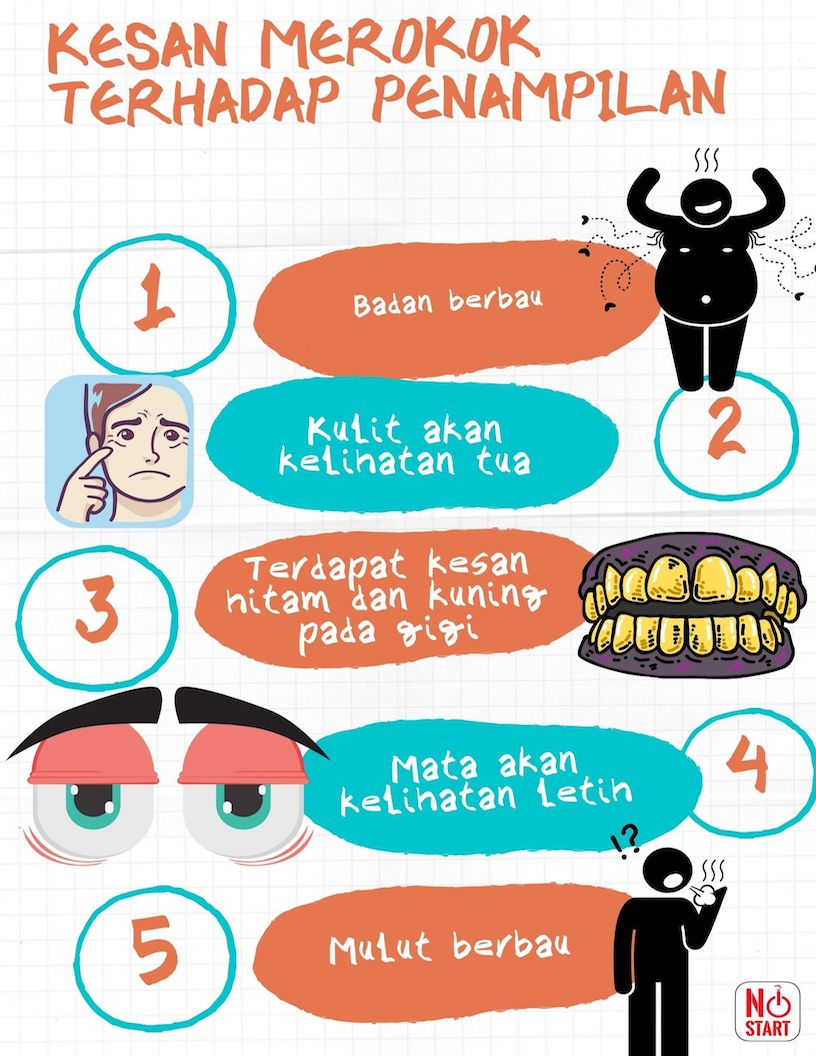 KESAN MEROKOK
TERHADAP PENAMPILAN
1
Badan berbau
Kulit akan
kelihatan tua
2
3
Terdapat kesan
hitam dan kuning
pada gigi
Mata akan
kelihatan letih
4
!?
5
Mulut berbau
NO
START